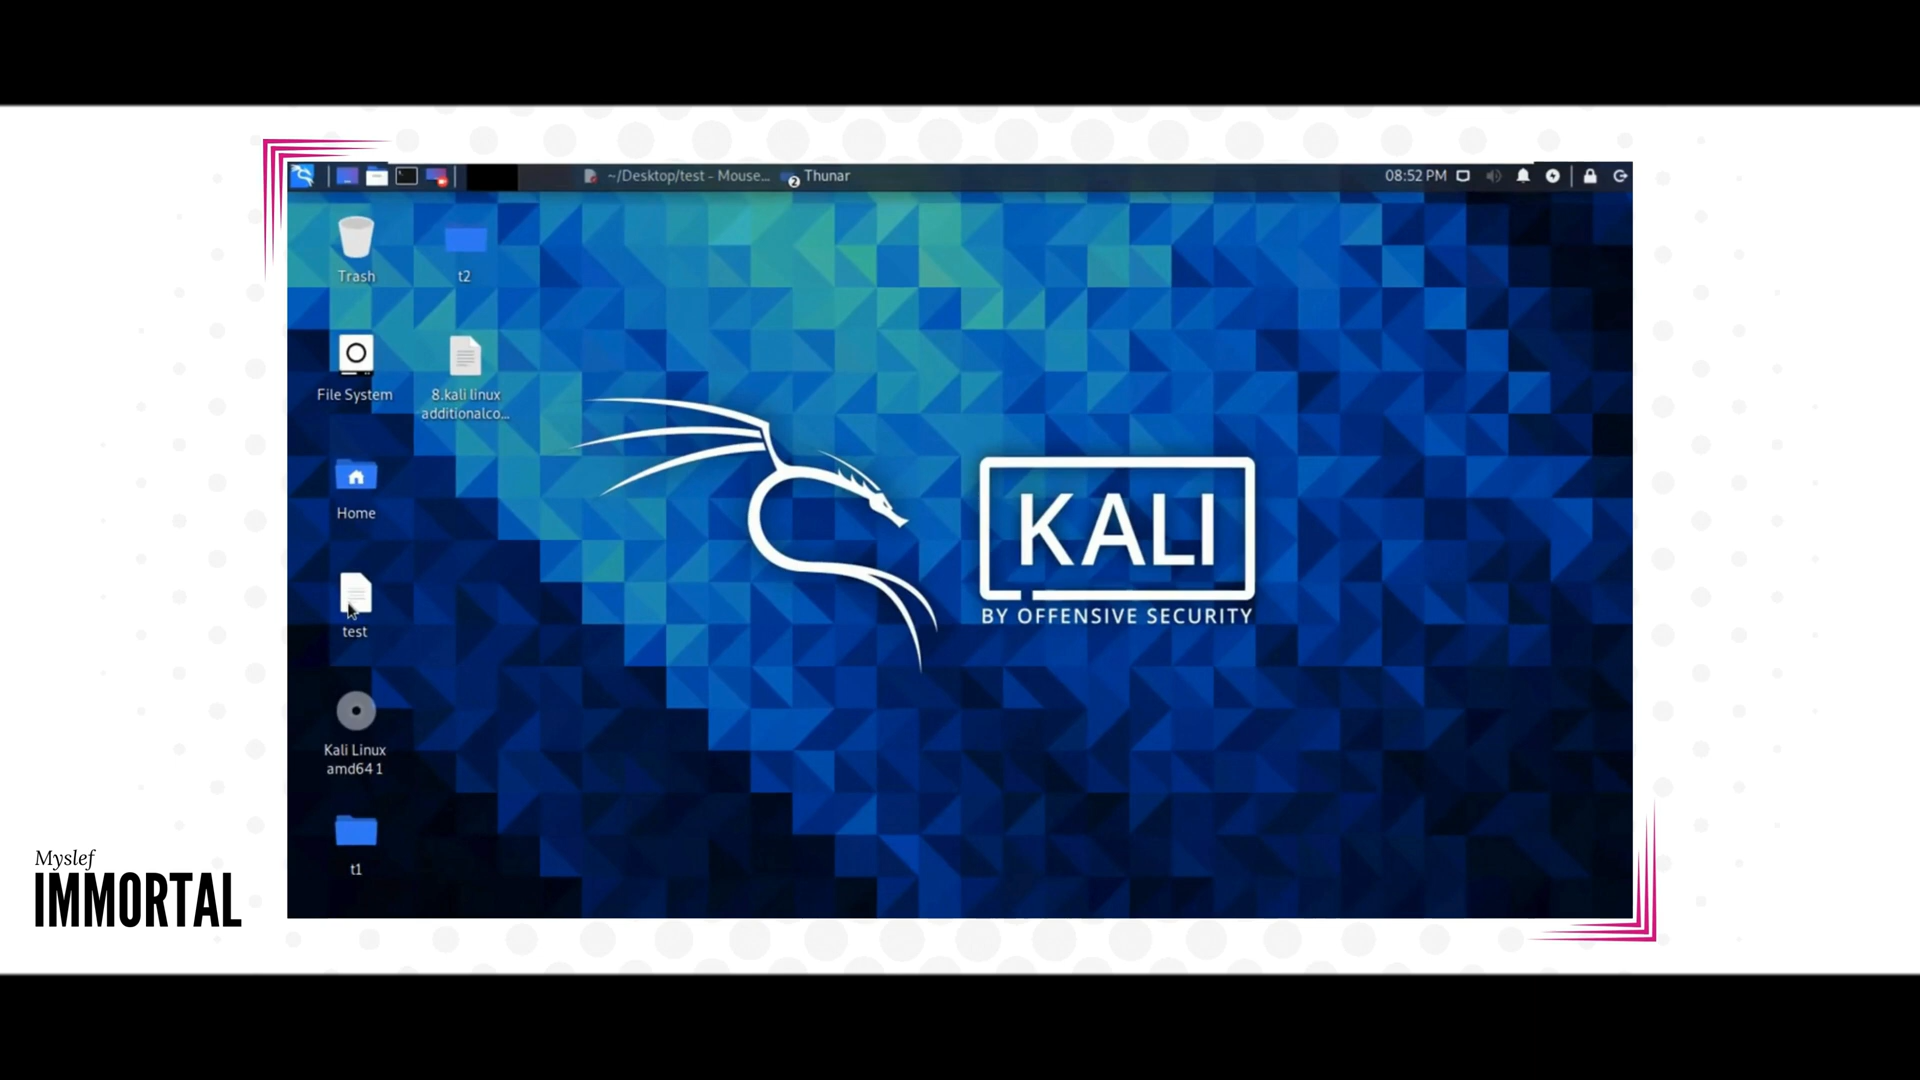 ~/Desktop/test - Mouse...
2
Thunar
08:52 PM
Trash
t2
File System
8.kali linux
additionalco...
Home
test
Kali Linux
amd64 1
t1
KALI
BY OFFENSIVE SECURITY
Myslef
IMMORTAL